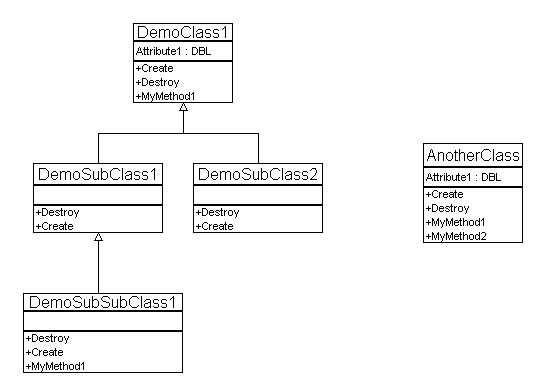 DemoClass1
Attribute1 : DBL
+Create
+Destroy
+MyMethod1
DemoSubClass1
+Destroy
+Create
DemoSubClass2
+Destroy
+Create
AnotherClass
Attribute1 : DBL
+Create
+Destroy
+MyMethod1
+MyMethod2
DemoSubSubClass1
+Destroy
+Create
+MyMethod1